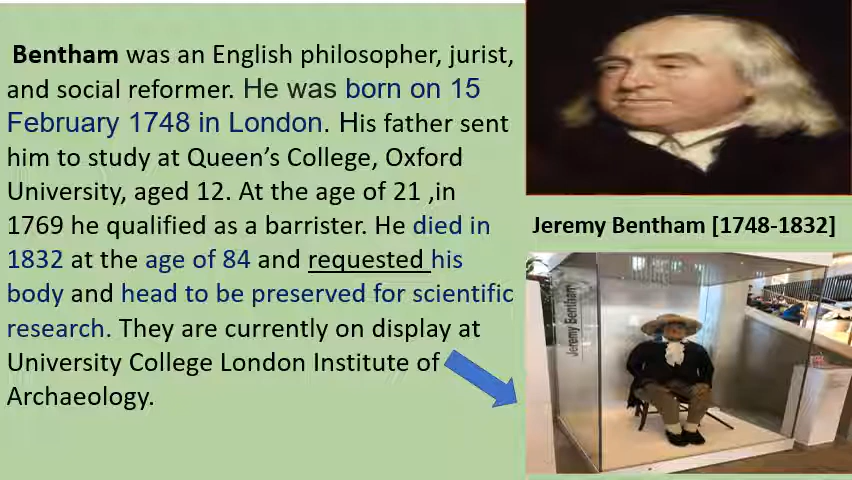 Bentham was an English philosopher, jurist,
and social reformer. He was born on 15
February 1748 in London. His father sent
him to study at Queen’s College, Oxford
University, aged 12. At the age of 21 ,in
1769 he qualified as a barrister. He died in
1832 at the age of 84 and requested his
body and head to be preserved for scientific
research. They are currently on display at
University College London Institute of
Archaeology.
Jeremy Bentham [1748-1832]
Jeremy Bentham